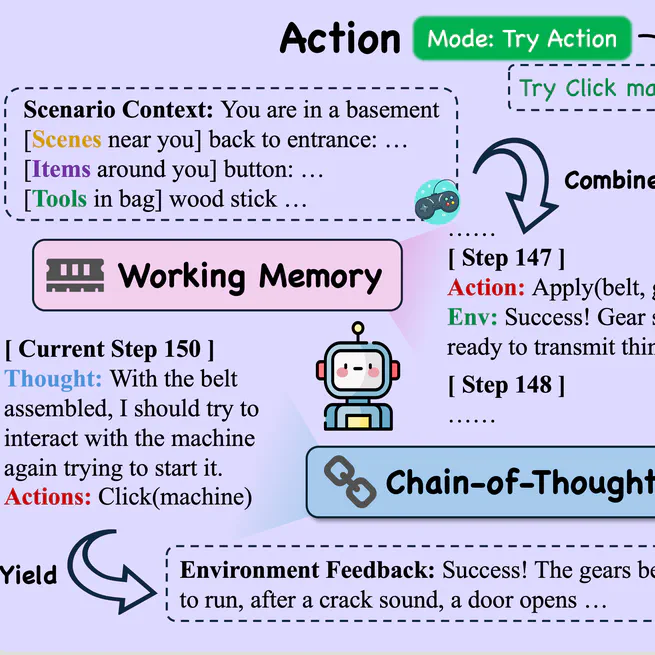 Action
Mode: Try Action
Try Click ma
Scenario Context: You are in a basement
[Scenes near you] back to entrance: …
[Items around you] button: …
[Tools in bag] wood stick …
Combine
Working Memory
……
[ Step 147 ]
Action: Apply(belt, g
Env: Success! Gear s
ready to transmit thin
[ Step 148 ]
……
[ Current Step 150 ]
Thought: With the belt
assembled, I should try to
interact with the machine
again trying to start it.
Actions: Click(machine)
Chain-of-Thought
Yield
Environment Feedback: Success! The gears be
to run, after a crack sound, a door opens …